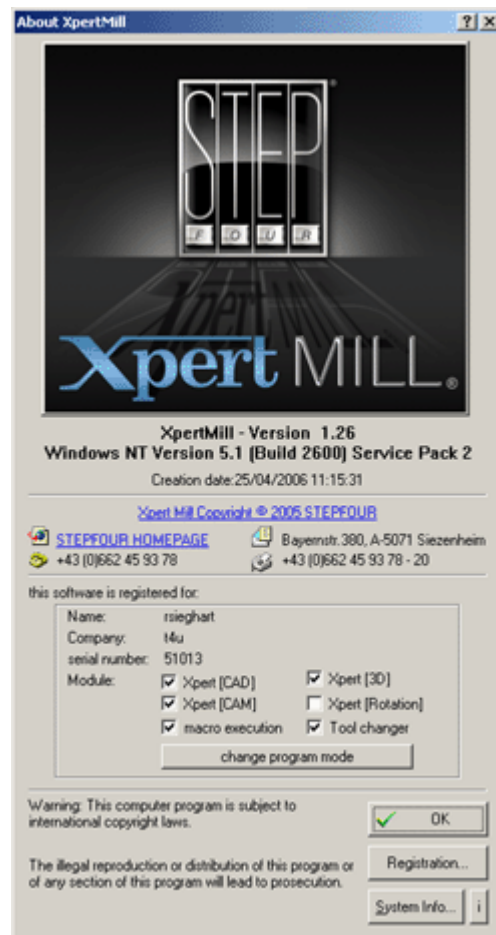 About XpertMill
STEP
F O U R
Xpert MILL®
XpertMill - Version 1.26
Windows NT Version 5.1 (Build 2600) Service Pack 2
Creation date:25/04/2006 11:15:31
Xpert Mill Copyright © 2005 STEPFOUR
STEPFOUR HOMEPAGE
Bayernstr. 380, A-5071 Siezenheim
+43 (0)662 45 93 78
+43 (0)662 45 93 78 - 20
this software is registered for:
Name: rsieghart
Company: t4u
serial number: 51013
Module: Xpert [CAD] Xpert [3D]
Xpert [CAM] Xpert [Rotation]
macro execution Tool changer
change program mode
Warning: This computer program is subject to
international copyright laws.
OK
The illegal reproduction or distribution of this program or
of any section of this program will lead to prosecution.
Registration...
System Info...
i